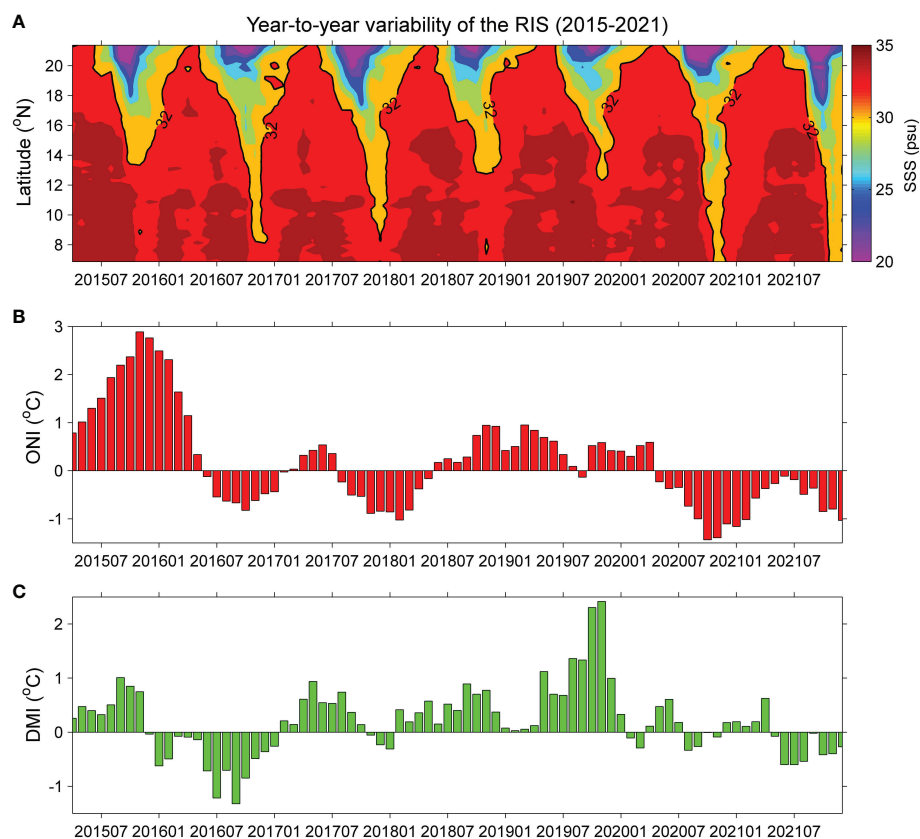 A
Year-to-year variability of the RIS (2015-2021)
Latitude (°N)
20
18
16
14
12
10
8
32
32
32
32
32
32
32
201507 201601 201607 201701 201707 201801 201807 201901 201907 202001 202007 202101 202107
35
30
25
20
SSS (psu)
B
ONI (°C)
3
2
1
0
-1
201507 201601 201607 201701 201707 201801 201807 201901 201907 202001 202007 202101 202107
C
DMI (°C)
2
1
0
-1
201507 201601 201607 201701 201707 201801 201807 201901 201907 202001 202007 202101 202107